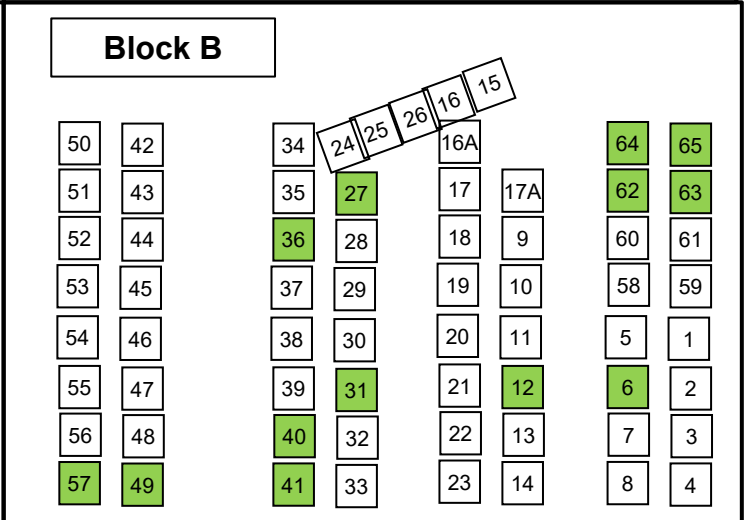 Block B
15
16
26
25
24
50 42 34 16A 64 65
51 43 35 27 17 17A 62 63
52 44 36 28 18 9 60 61
53 45 37 29 19 10 58 59
54 46 38 30 20 11 5 1
55 47 39 31 21 12 6 2
56 48 40 32 22 13 7 3
57 49 41 33 23 14 8 4